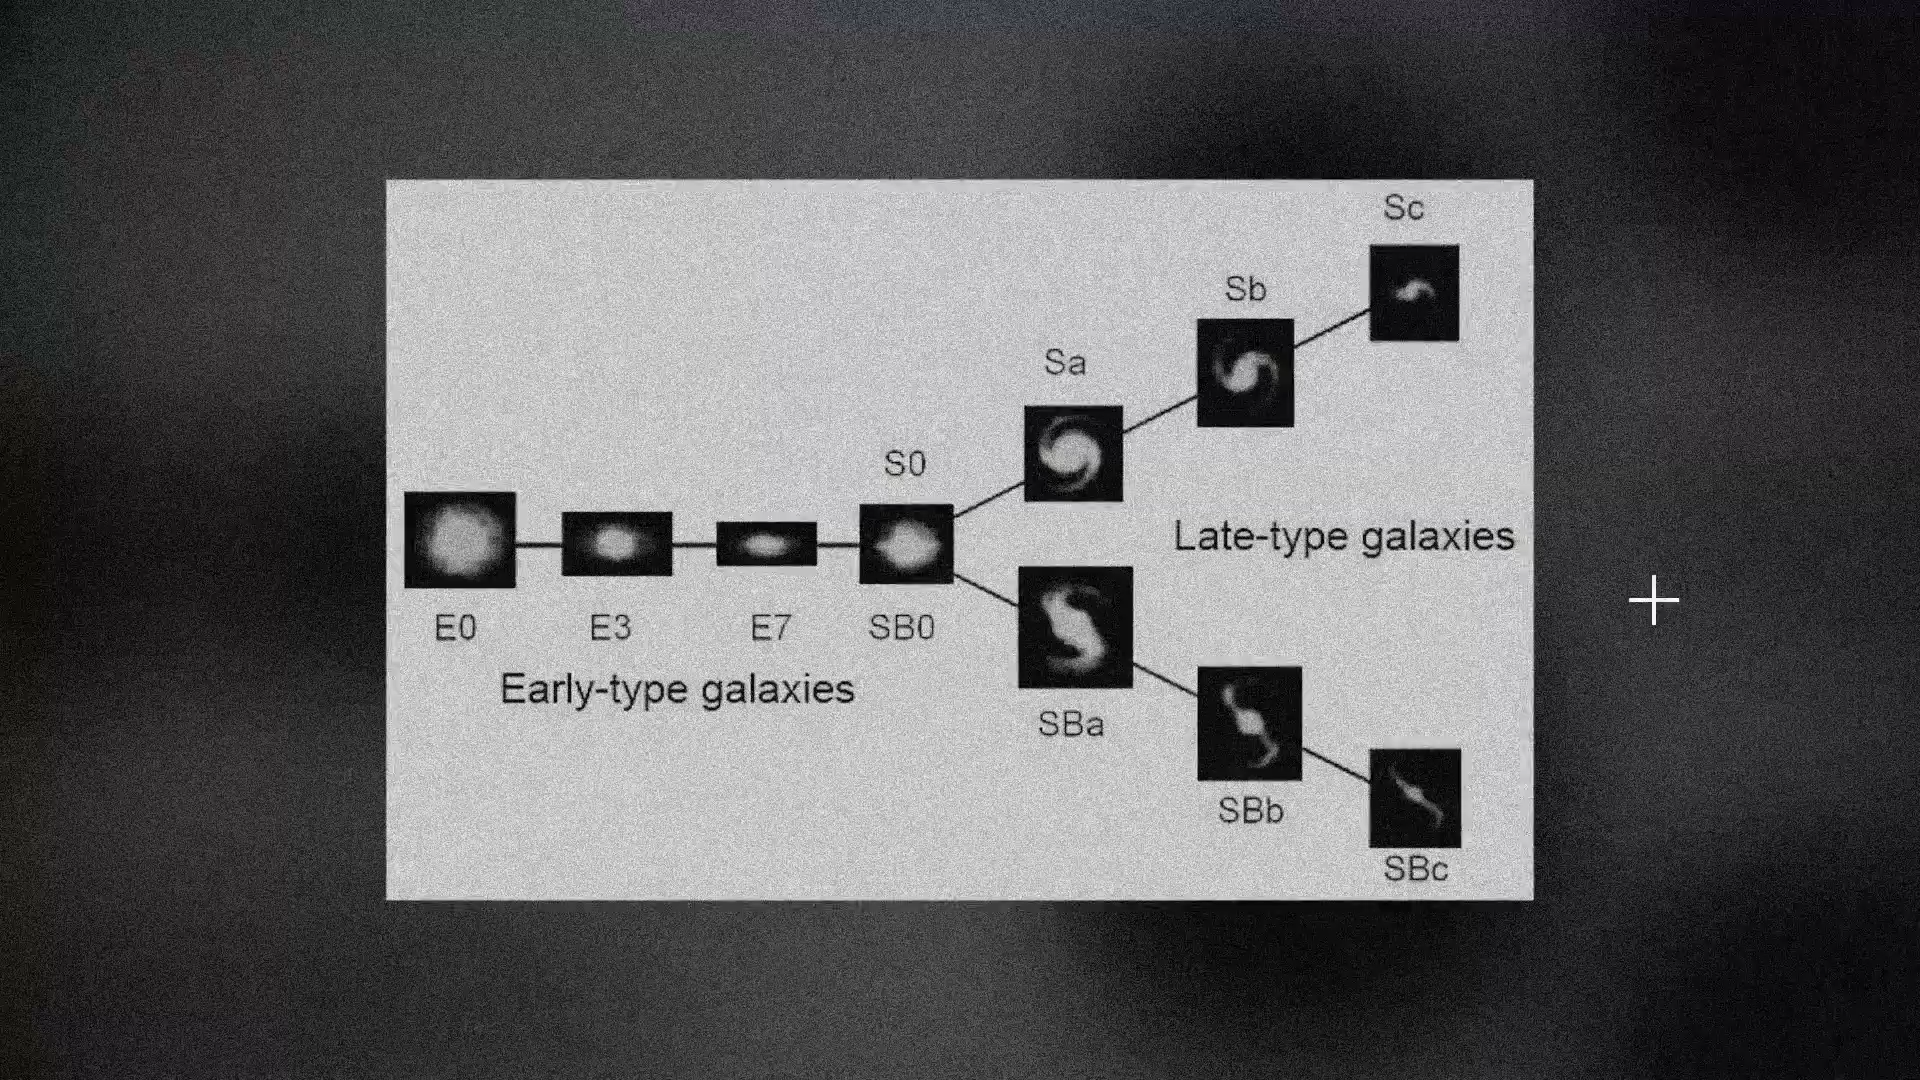 Sc
Sb
Sa
S0
Late-type galaxies
E0 E3 E7 SB0
Early-type galaxies
SBa
SBb
SBc